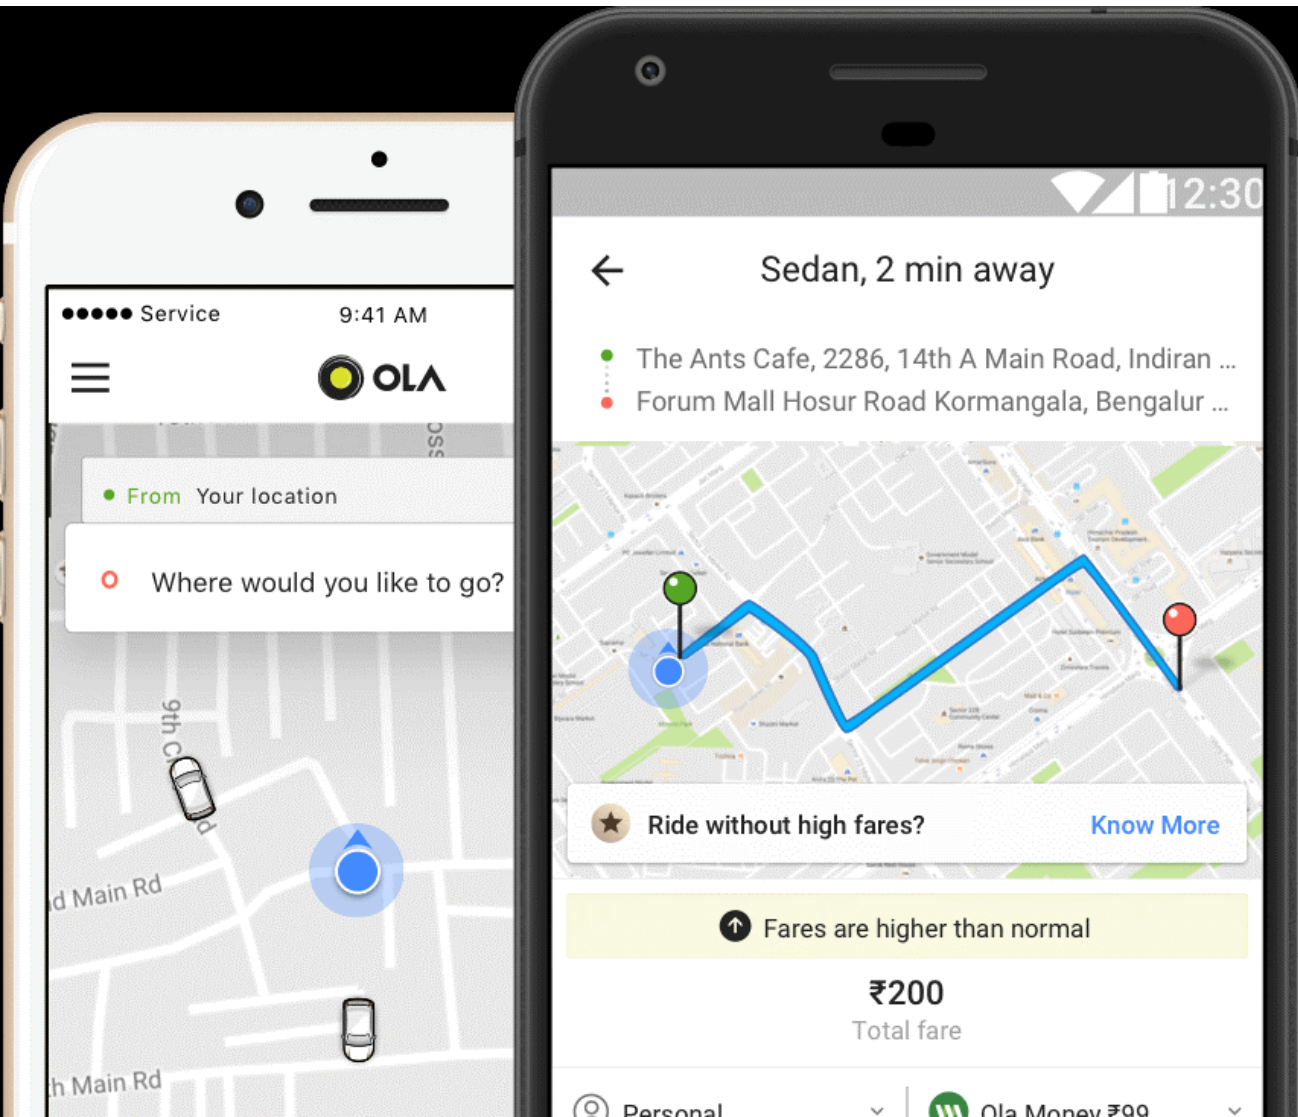 Service
9:41 AM
OLA
From Your location
Where would you like to go?
9th C
d
d Main Rd
h Main Rd
12:30
Sedan, 2 min away
The Ants Cafe, 2286, 14th A Main Road, Indiran ...
Forum Mall Hosur Road Kormangala, Bengalur ...
Ride without high fares?
Know More
Fares are higher than normal
₹200
Total fare
Personal
Ola Money ₹99